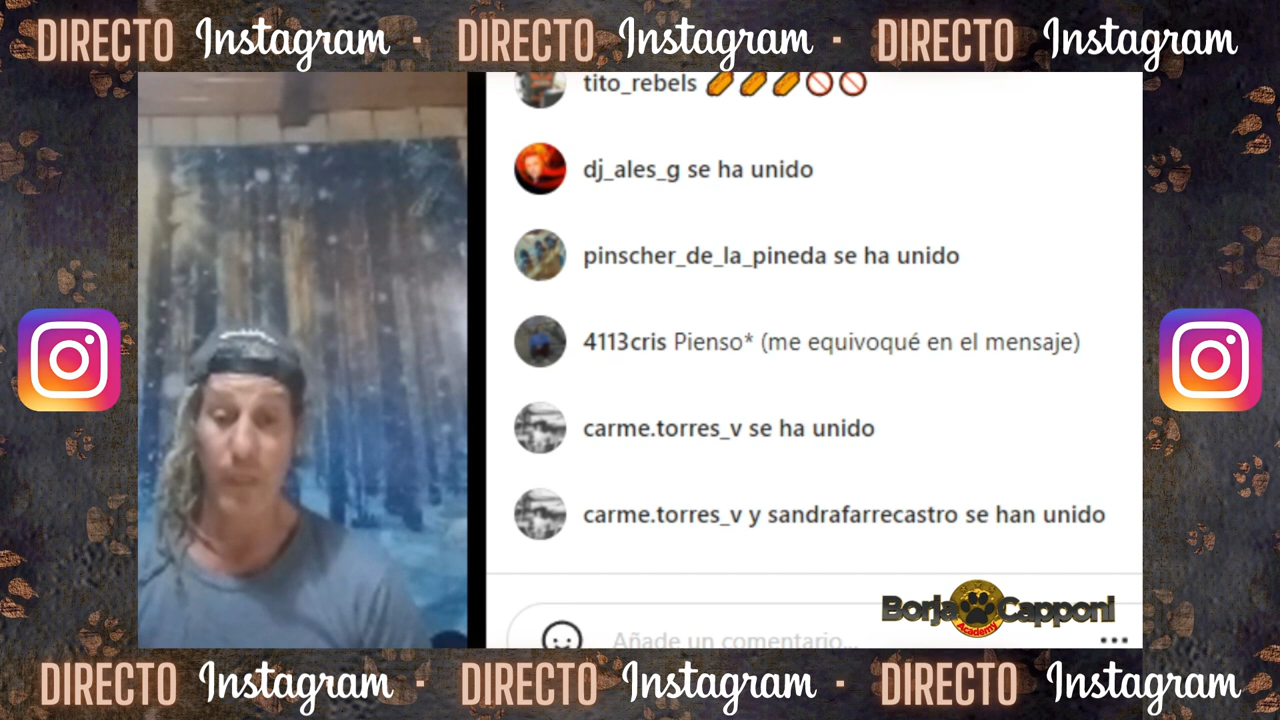 DIRECTO Instagram · DIRECTO Instagram · DIRECTO Instagram
tito_rebels
dj_ales_g se ha unido
pinscher_de_la_pineda se ha unido
4113cris Pienso* (me equivoqué en el mensaje)
carme.torres_v se ha unido
carme.torres_v y sandrafarrecastro se han unido
Borja Capponi
Academy
Añade un comentario...
DIRECTO Instagram · DIRECTO Instagram · DIRECTO Instagram